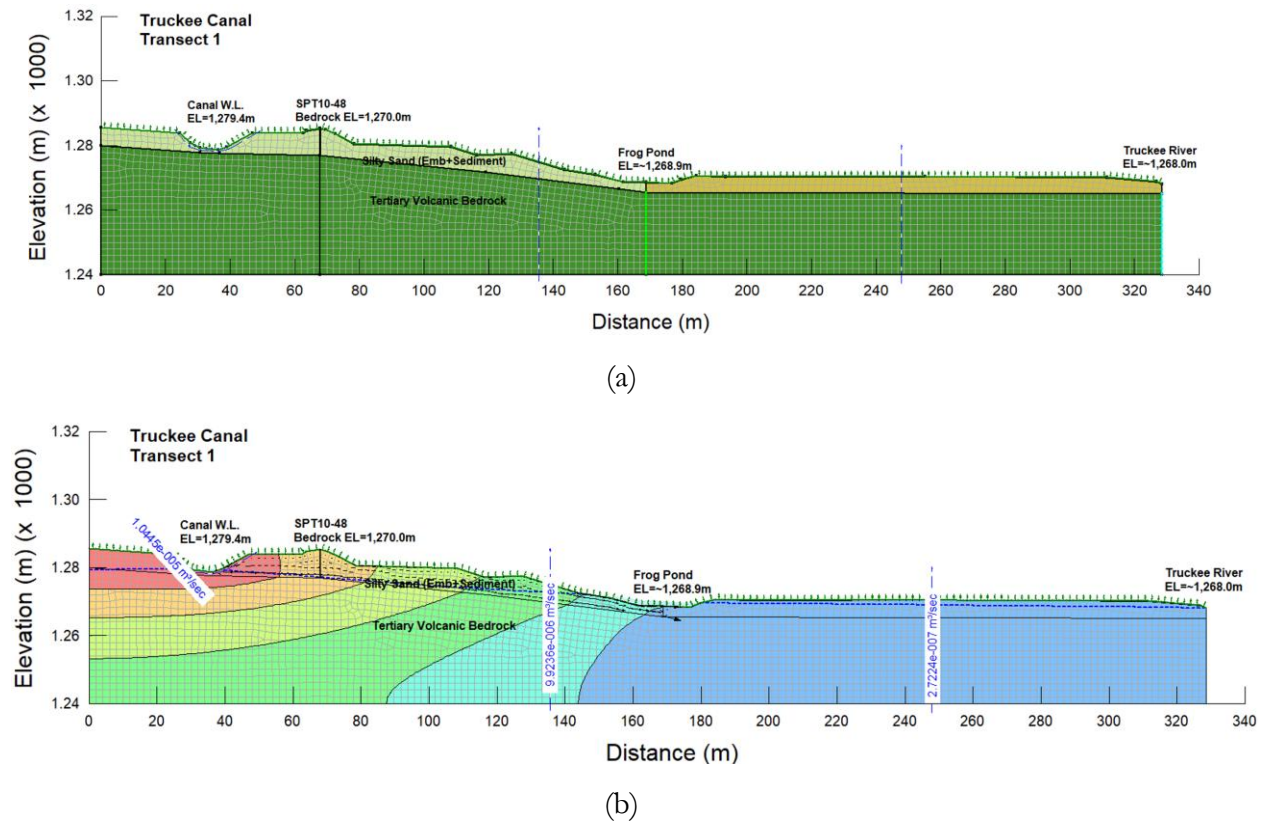 Truckee Canal
Transect 1
Canal W.L.
EL=1,279.4m
SPT10-48
Bedrock EL=1,270.0m
Silty Sand (Emb+Sediment)
Tertiary Volcanic Bedrock
Frog Pond
EL=~1,268.9m
Truckee River
EL=~1,268.0m
Elevation (m) (x 1000)
1.32
1.30
1.28
1.26
1.24
0 20 40 60 80 100 120 140 160 180 200 220 240 260 280 300 320 340
Distance (m)
(a)
Truckee Canal
Transect 1
Canal W.L.
EL=1,279.4m
SPT10-48
Bedrock EL=1,270.0m
1.0445e-005 m³/sec
Silty Sand (Emb+Sediment)
Tertiary Volcanic Bedrock
9.9236e-006 m³/sec
Frog Pond
EL=~1,268.9m
2.7224e-007 m³/sec
Truckee River
EL=~1,268.0m
Elevation (m) (x 1000)
1.32
1.30
1.28
1.26
1.24
0 20 40 60 80 100 120 140 160 180 200 220 240 260 280 300 320 340
Distance (m)
(b)